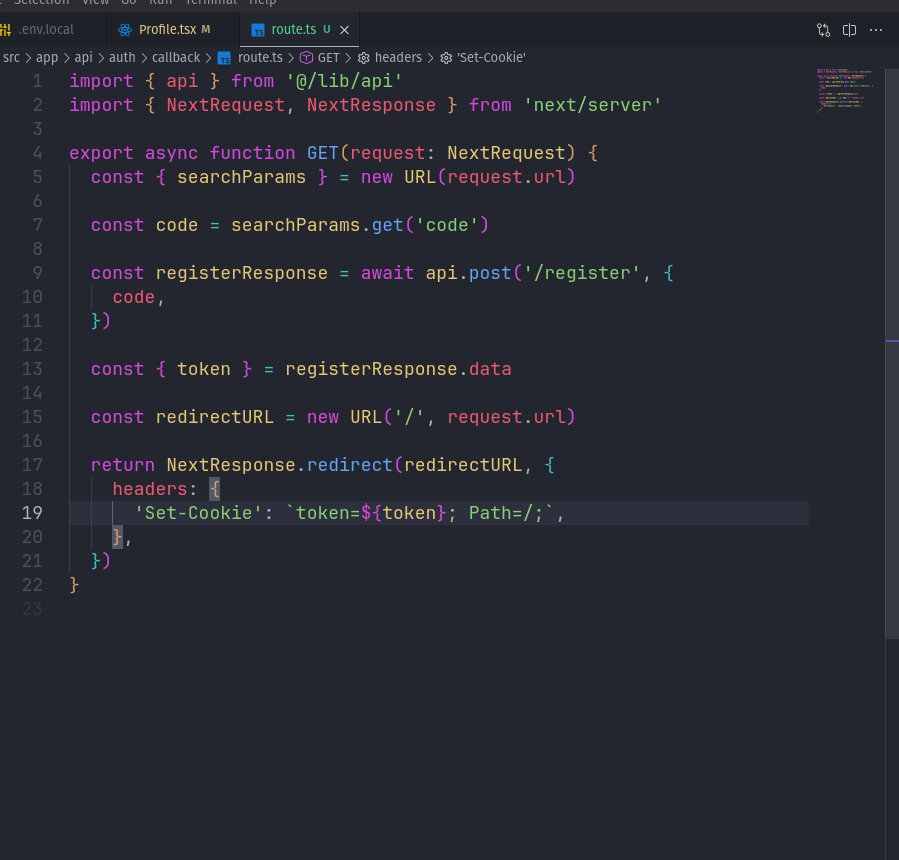 Selection View Go Run Terminal Help
.env.local Profile.tsx M route.ts U
src > app > api > auth > callback > route.ts > GET > headers > 'Set-Cookie'
1 import { api } from '@/lib/api'
2 import { NextRequest, NextResponse } from 'next/server'
3
4 export async function GET(request: NextRequest) {
5 const { searchParams } = new URL(request.url)
6
7 const code = searchParams.get('code')
8
9 const registerResponse = await api.post('/register', {
10 code,
11 })
12
13 const { token } = registerResponse.data
14
15 const redirectURL = new URL('/', request.url)
16
17 return NextResponse.redirect(redirectURL, {
18 headers: {
19 'Set-Cookie': `token=${token}; Path=/;`,
20 },
21 })
22 }
23